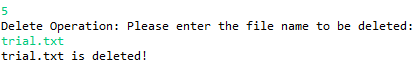 5
Delete Operation: Please enter the file name to be deleted:
trial.txt
trial.txt is deleted!